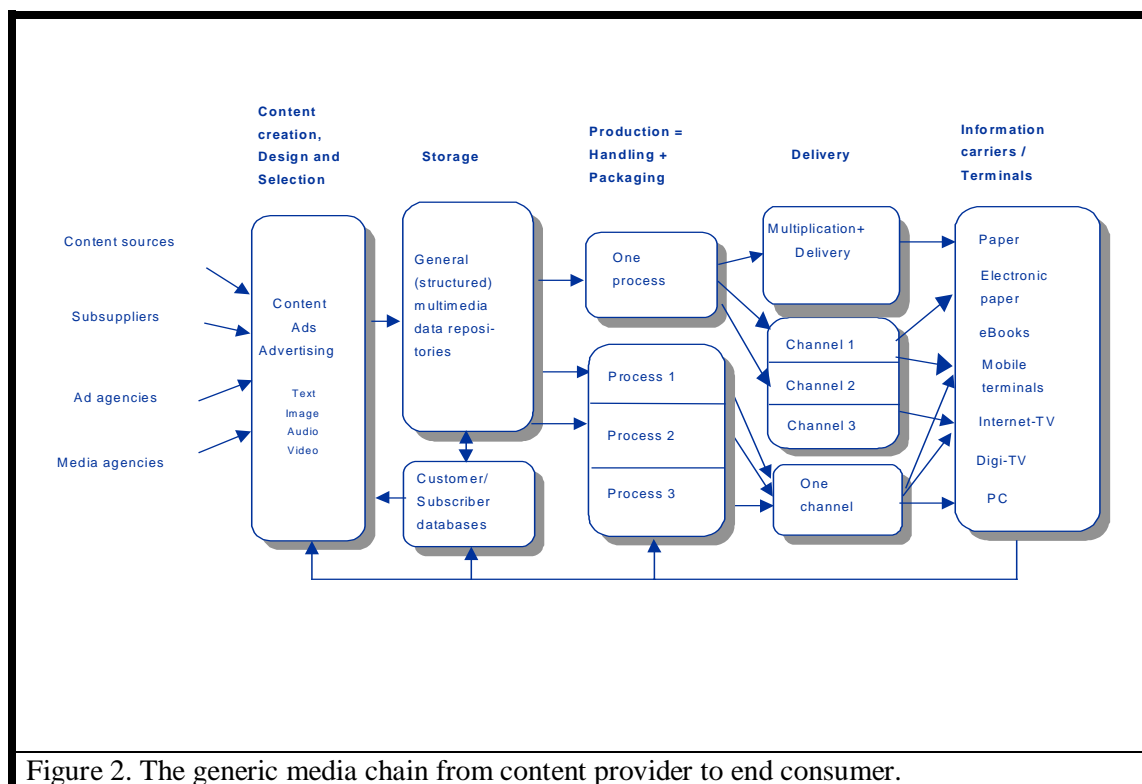 Content
creation,
Design and
Selection
Storage
Production =
Handling +
Packaging
Delivery
Information
carriers /
Terminals
Content sources
Subsuppliers
Ad agencies
Media agencies
Content
Ads
Advertising
Text
Image
Audio
Video
General
(structured)
multimedia
data reposi-
tories
Customer/
Subscriber
databases
One
process
Process 1
Process 2
Process 3
Multiplication+
Delivery
Channel 1
Channel 2
Channel 3
One
channel
Paper
Electronic
paper
eBooks
Mobile
terminals
Internet-TV
Digi-TV
PC
Figure 2. The generic media chain from content provider to end consumer.